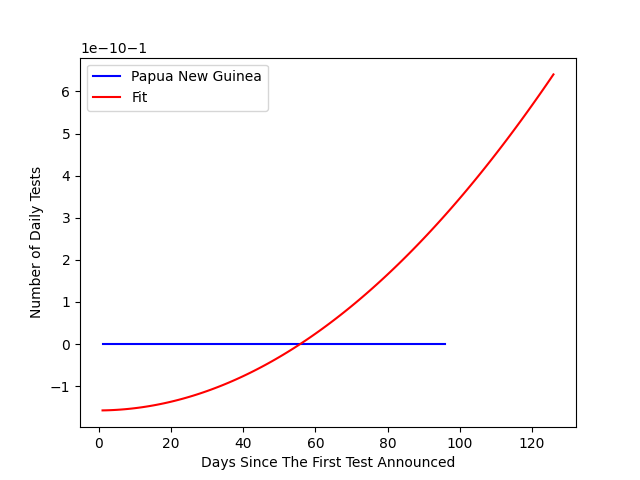 1e−10−1
Papua New Guinea
Fit
6
5
4
3
2
1
0
−1
Number of Daily Tests
0 20 40 60 80 100 120
Days Since The First Test Announced